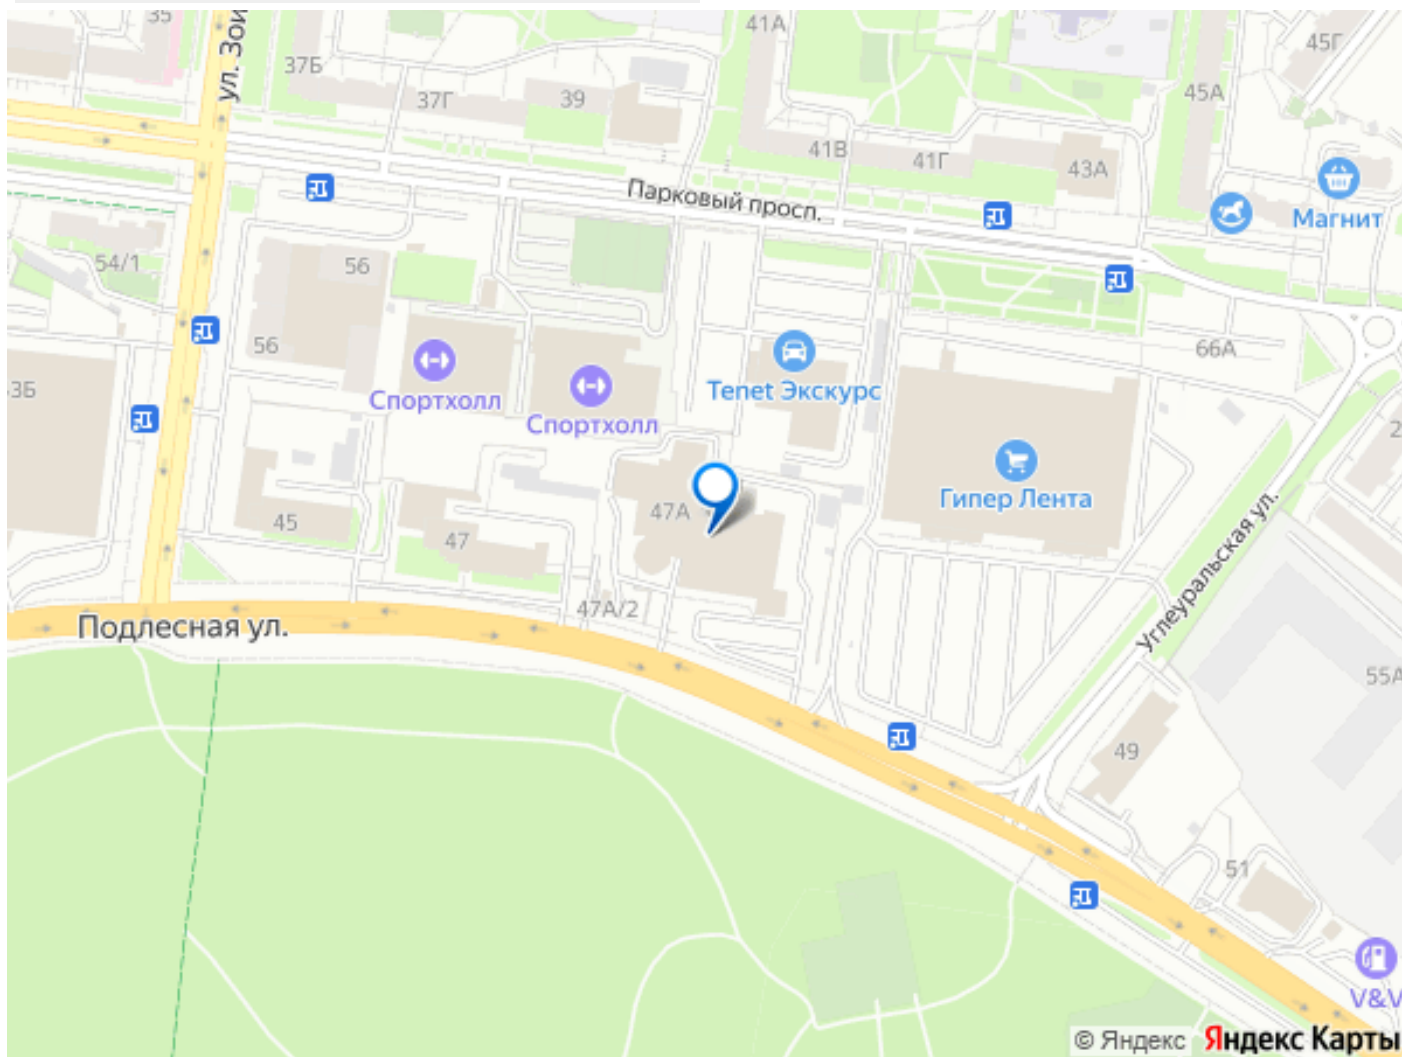 35
ул. Зои
41А
45Г
37Б
37Г
39
45А
41В
41Г
43А
Парковый просп.
Магнит
54/1
56
56
66А
3Б
Спортхолл
Спортхолл
Tenet Экскурс
2
Гипер Лента
45
47
47А
47А/2
Подлесная ул.
Углеуральская ул.
55А
49
51
V&V
© Яндекс Яндекс Карты